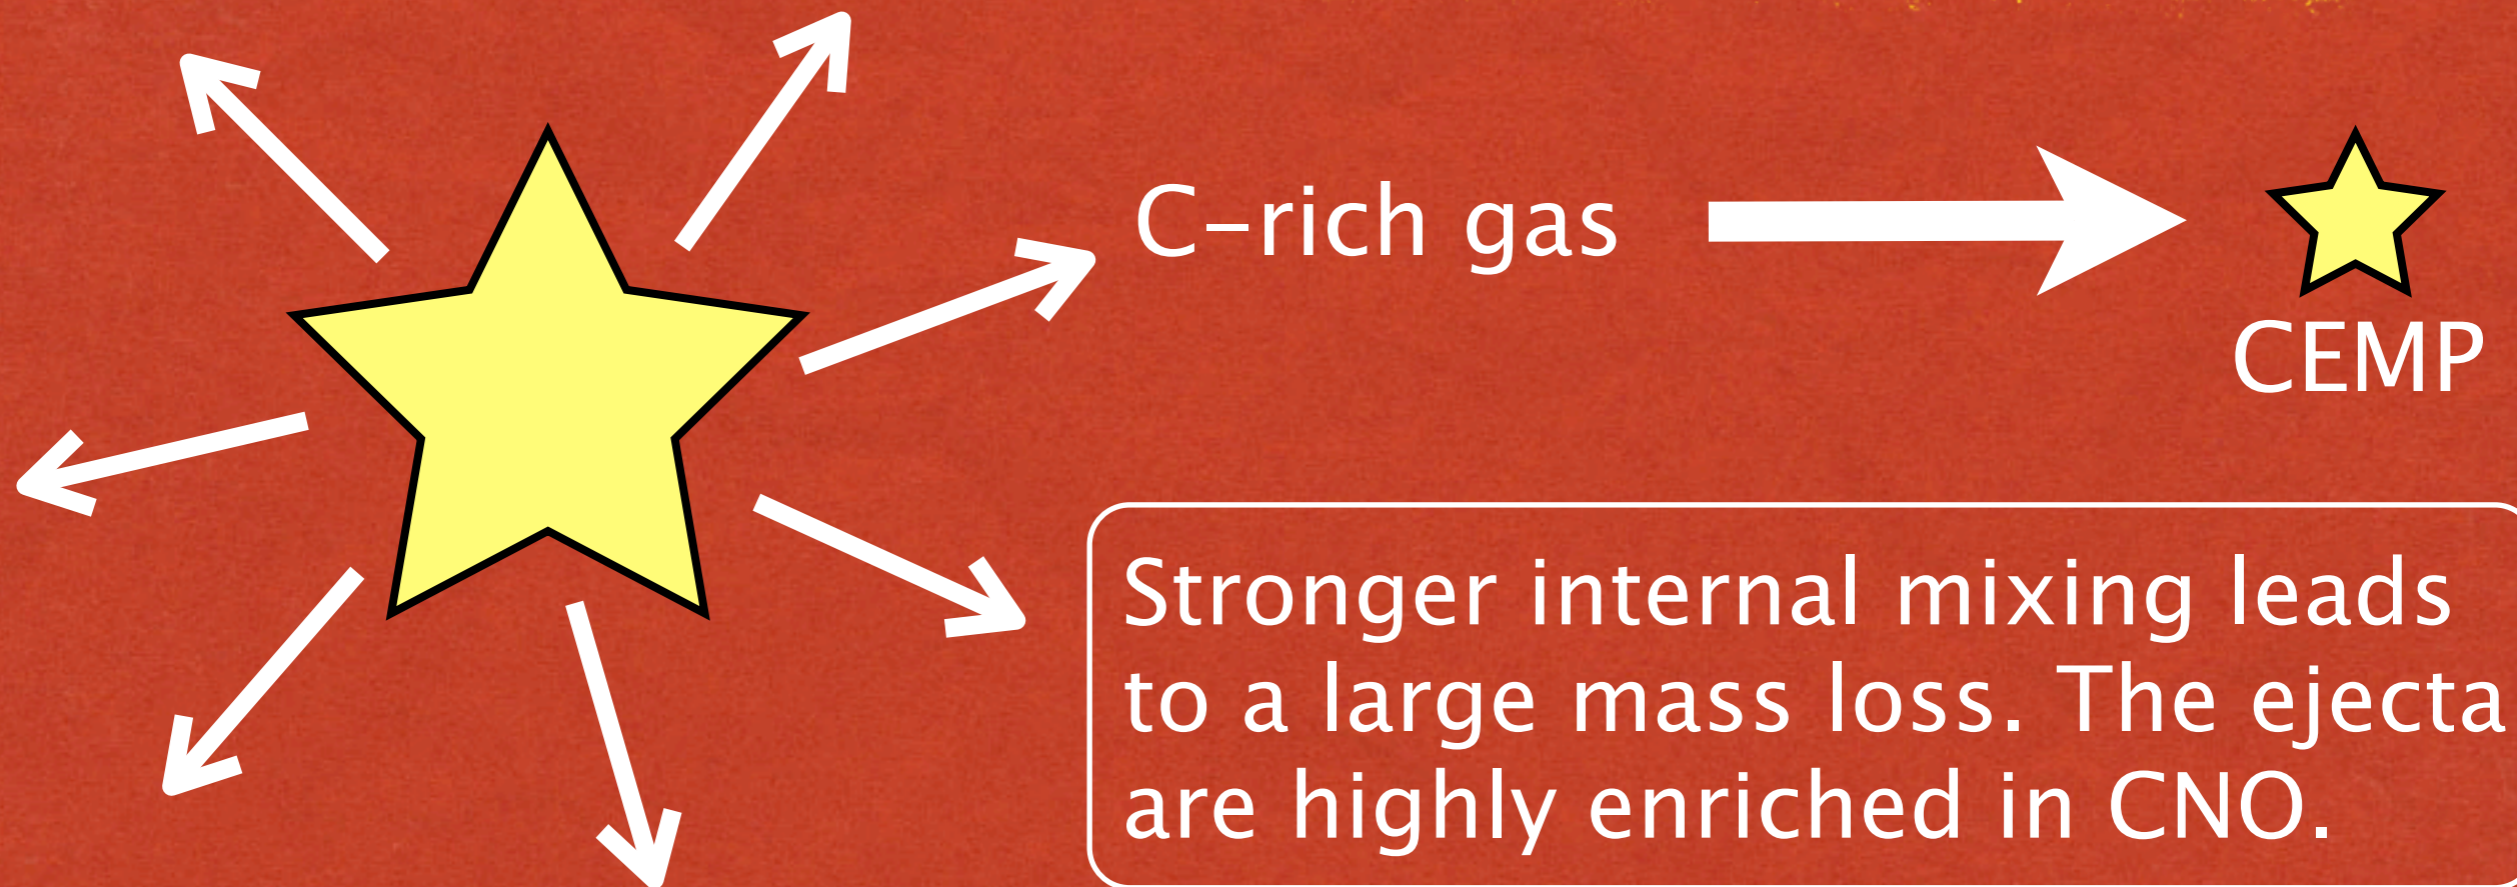 C-rich gas
CEMP
Stronger internal mixing leads
to a large mass loss. The ejecta
are highly enriched in CNO.